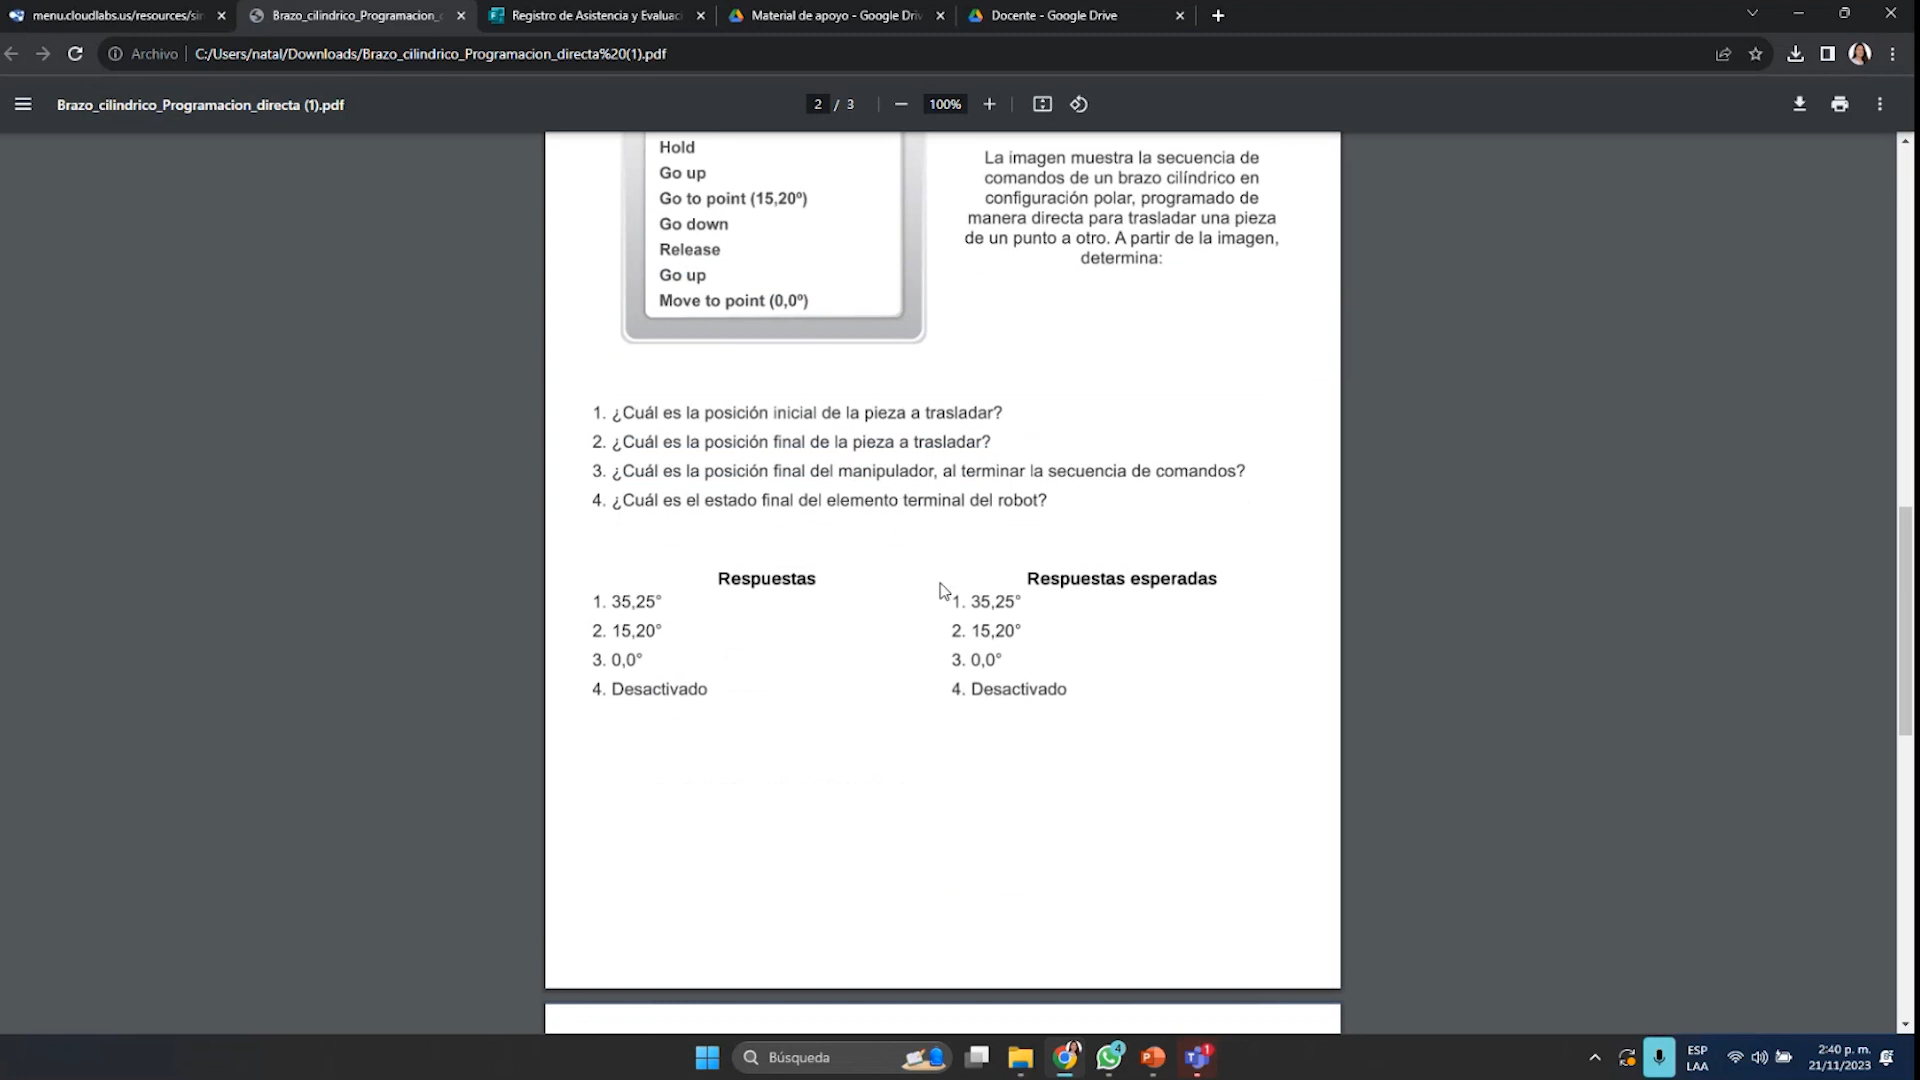 menu.cloudlabs.us/resources/sir
Brazo_cilindrico_Programacion_d
Registro de Asistencia y Evaluac
Material de apoyo - Google Driv
Docente - Google Drive
Archivo
C:/Users/natal/Downloads/Brazo_cilindrico_Programacion_directa%20(1).pdf
Brazo_cilindrico_Programacion_directa (1).pdf
2 / 3
100%
Hold
Go up
Go to point (15,20º)
Go down
Release
Go up
Move to point (0,0º)
La imagen muestra la secuencia de
comandos de un brazo cilíndrico en
configuración polar, programado de
manera directa para trasladar una pieza
de un punto a otro. A partir de la imagen,
determina:
1. ¿Cuál es la posición inicial de la pieza a trasladar?
2. ¿Cuál es la posición final de la pieza a trasladar?
3. ¿Cuál es la posición final del manipulador, al terminar la secuencia de comandos?
4. ¿Cuál es el estado final del elemento terminal del robot?
Respuestas
1. 35,25°
2. 15,20°
3. 0,0°
4. Desactivado
Respuestas esperadas
1. 35,25°
2. 15,20°
3. 0,0°
4. Desactivado
Búsqueda
4
1
ESP
LAA
2:40 p. m.
21/11/2023